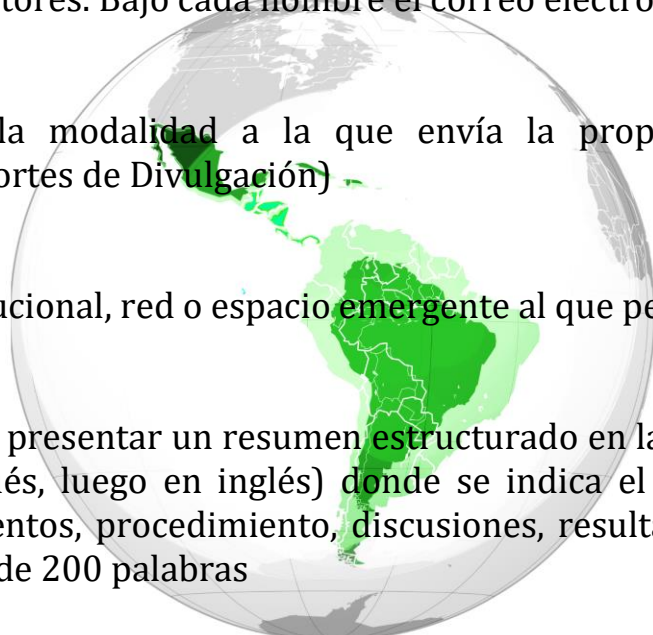 tores. Bajo cada nombre el correo electró
la modalidad a la que envía la prop
ortes de Divulgación)
ucional, red o espacio emergente al que pe
presentar un resumen estructurado en la
és, luego en inglés) donde se indica el
entos, procedimiento, discusiones, resulta
de 200 palabras